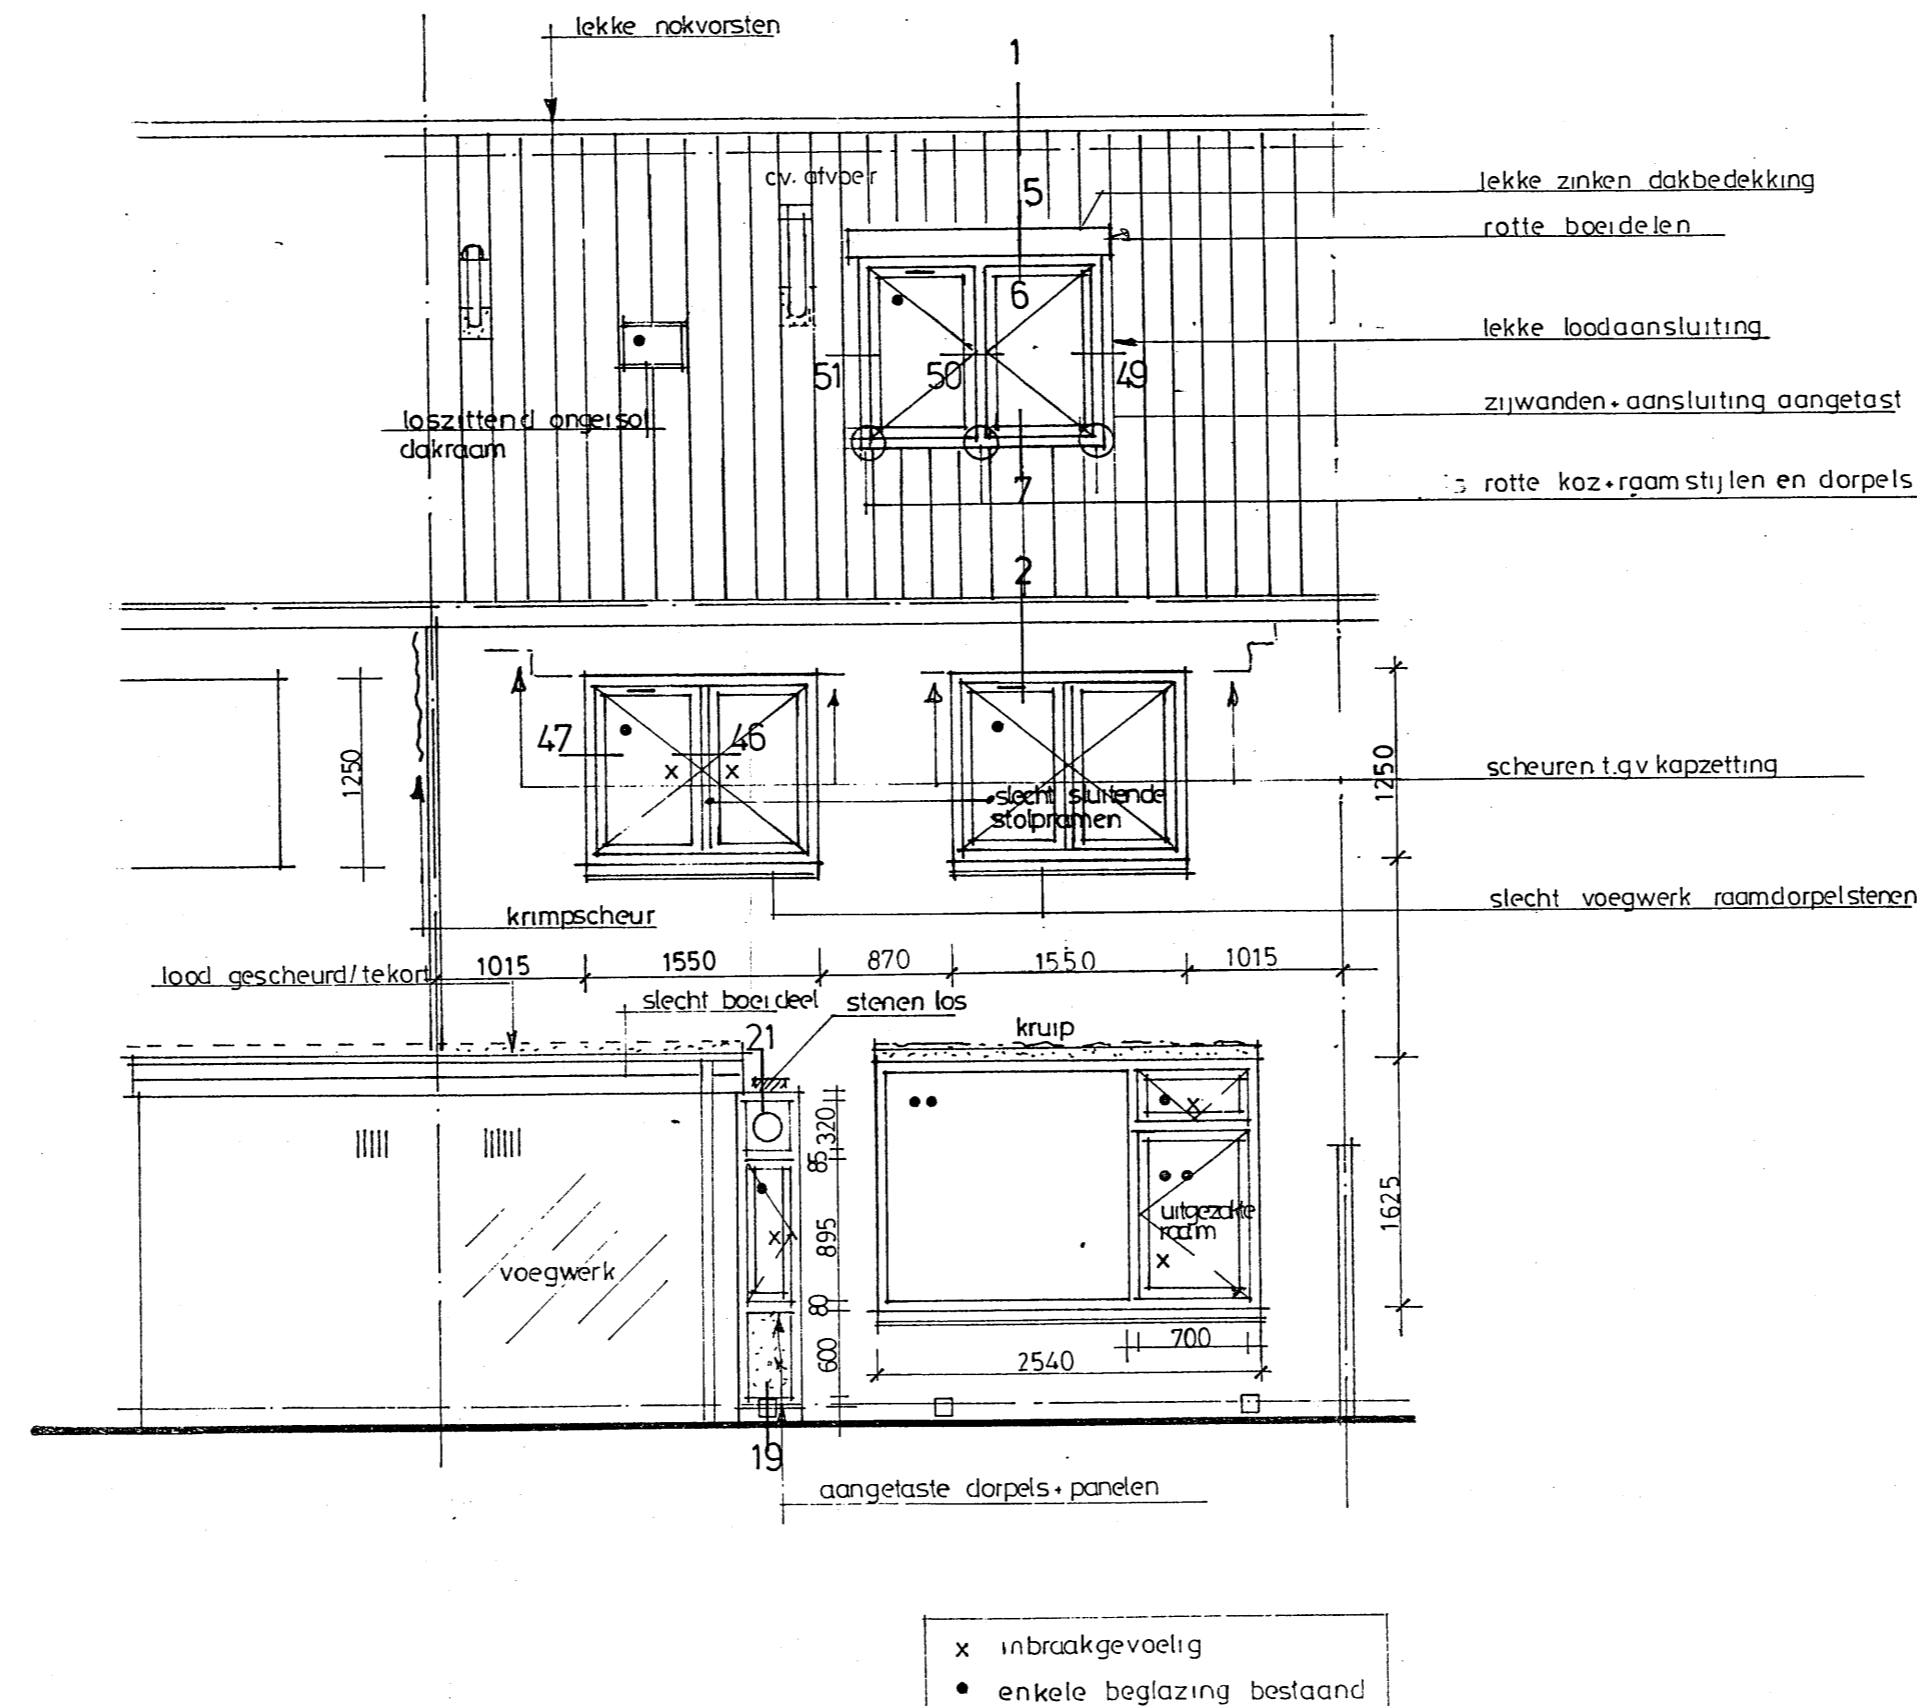 lekke nokvorsten
1
cv. afvoer
5
lekke zinken dakbedekking
rotte boeidelen
6
lekke loodaansluiting
51
50
49
zijwanden + aansluiting aangetast
loszittend ongeisol
dakraam
7
rotte koz + raamstijlen en dorpels
2
47
46
1250
1250
scheuren t.g v kapzetting
slecht sluitende
stolpramen
slecht voegwerk raamdorpelstenen
krimpscheur
lood gescheurd/tekort
1015
1550
870
1550
1015
slecht boeideel
stenen los
21
kruip
320
85
895
80
600
1625
uitgezakte
raam
voegwerk
700
2540
19
aangetaste dorpels + panelen
x inbraakgevoelig
● enkele beglazing bestaand